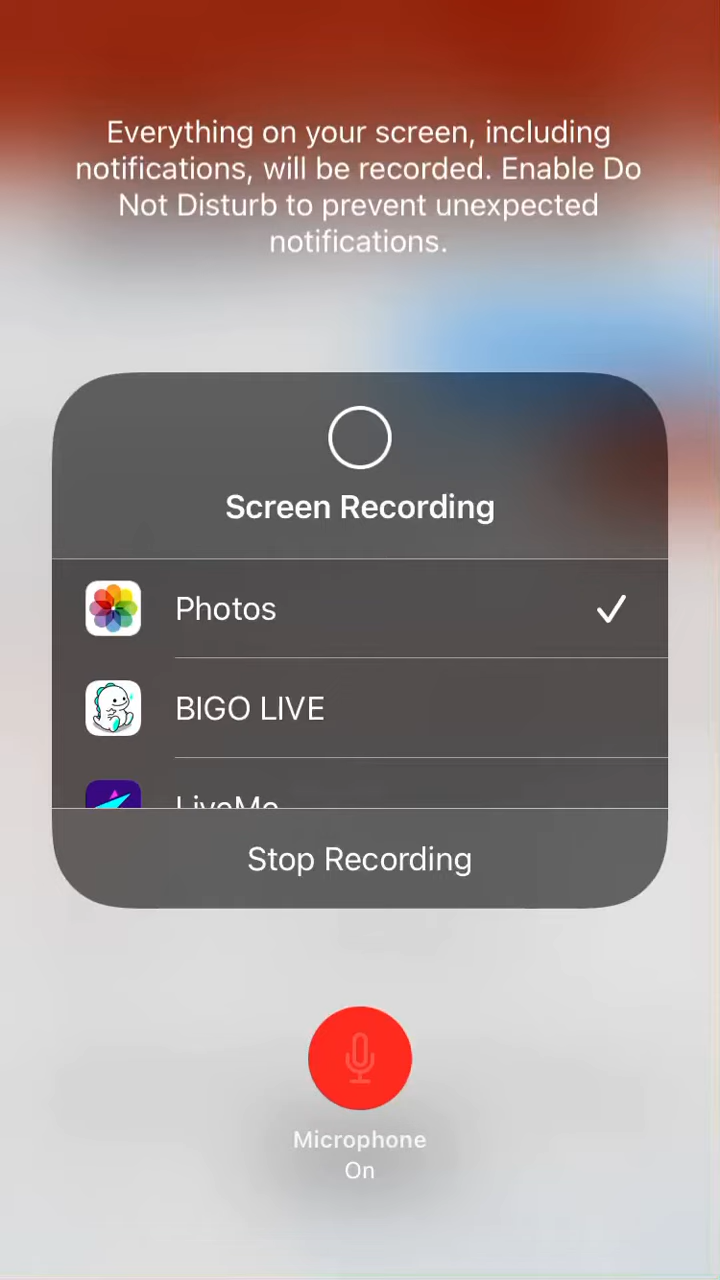 Everything on your screen, including
notifications, will be recorded. Enable Do
Not Disturb to prevent unexpected
notifications.
Screen Recording
Photos
BIGO LIVE
LiveMe
Stop Recording
Microphone
On